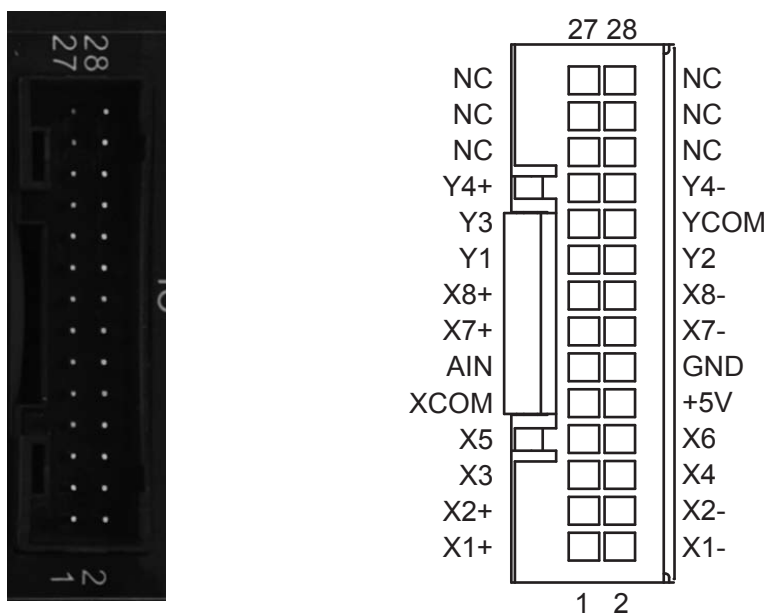 27 28
27 28
NC NC
NC NC
NC NC
Y4+ Y4-
Y3 YCOM
Y1 Y2
X8+ X8-
X7+ X7-
AIN GND
XCOM +5V
X5 X6
X3 X4
X2+ X2-
X1+ X1-
1 2
1 2